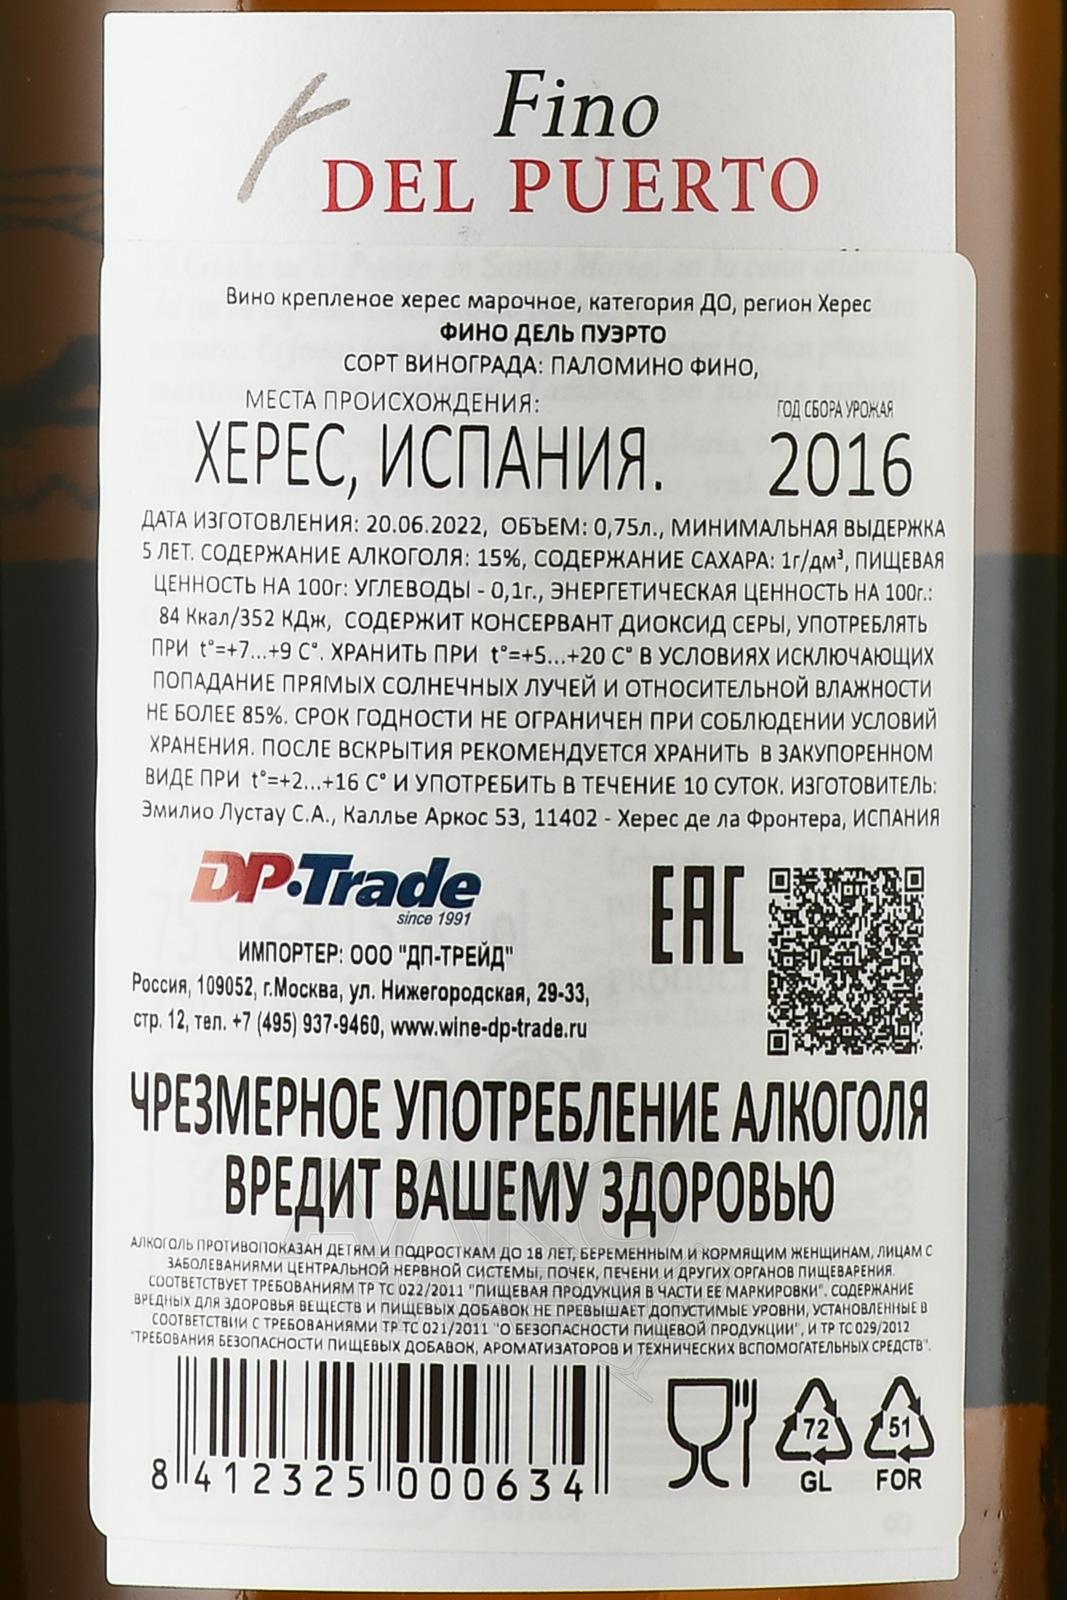 Fino
DEL PUERTO
Вино крепленое херес марочное, категория ДО, регион Херес
ФИНО ДЕЛЬ ПУЭРТО
СОРТ ВИНОГРАДА: ПАЛОМИНО ФИНО,
МЕСТА ПРОИСХОЖДЕНИЯ:
ХЕРЕС, ИСПАНИЯ.
ГОД СБОРА УРОЖАЯ
2016
ДАТА ИЗГОТОВЛЕНИЯ: 20.06.2022, ОБЪЕМ: 0,75л., МИНИМАЛЬНАЯ ВЫДЕРЖКА
5 ЛЕТ. СОДЕРЖАНИЕ АЛКОГОЛЯ: 15%, СОДЕРЖАНИЕ САХАРА: 1г/дм³, ПИЩЕВАЯ
ЦЕННОСТЬ НА 100г: УГЛЕВОДЫ - 0,1г., ЭНЕРГЕТИЧЕСКАЯ ЦЕННОСТЬ НА 100г.:
84 Ккал/352 КДж, СОДЕРЖИТ КОНСЕРВАНТ ДИОКСИД СЕРЫ, УПОТРЕБЛЯТЬ
ПРИ t°=+7...+9 С°. ХРАНИТЬ ПРИ t°=+5...+20 С° В УСЛОВИЯХ ИСКЛЮЧАЮЩИХ
ПОПАДАНИЕ ПРЯМЫХ СОЛНЕЧНЫХ ЛУЧЕЙ И ОТНОСИТЕЛЬНОЙ ВЛАЖНОСТИ
НЕ БОЛЕЕ 85%. СРОК ГОДНОСТИ НЕ ОГРАНИЧЕН ПРИ СОБЛЮДЕНИИ УСЛОВИЙ
ХРАНЕНИЯ. ПОСЛЕ ВСКРЫТИЯ РЕКОМЕНДУЕТСЯ ХРАНИТЬ В ЗАКУПОРЕННОМ
ВИДЕ ПРИ t°=+2...+16 С° И УПОТРЕБИТЬ В ТЕЧЕНИЕ 10 СУТОК. ИЗГОТОВИТЕЛЬ:
Эмилио Лустау С.А., Каллье Аркос 53, 11402 - Херес де ла Фронтера, ИСПАНИЯ
DP•Trade
since 1991
ИМПОРТЕР: ООО "ДП-ТРЕЙД"
Россия, 109052, г.Москва, ул. Нижегородская, 29-33,
стр. 12, тел. +7 (495) 937-9460, www.wine-dp-trade.ru
ЕАС
ЧРЕЗМЕРНОЕ УПОТРЕБЛЕНИЕ АЛКОГОЛЯ
ВРЕДИТ ВАШЕМУ ЗДОРОВЬЮ
АЛКОГОЛЬ ПРОТИВОПОКАЗАН ДЕТЯМ И ПОДРОСТКАМ ДО 18 ЛЕТ, БЕРЕМЕННЫМ И КОРМЯЩИМ ЖЕНЩИНАМ, ЛИЦАМ С
ЗАБОЛЕВАНИЯМИ ЦЕНТРАЛЬНОЙ НЕРВНОЙ СИСТЕМЫ, ПОЧЕК, ПЕЧЕНИ И ДРУГИХ ОРГАНОВ ПИЩЕВАРЕНИЯ.
СООТВЕТСТВУЕТ ТРЕБОВАНИЯМ ТР ТС 022/2011 "ПИЩЕВАЯ ПРОДУКЦИЯ В ЧАСТИ ЕЕ МАРКИРОВКИ". СОДЕРЖАНИЕ
ВРЕДНЫХ ДЛЯ ЗДОРОВЬЯ ВЕЩЕСТВ И ПИЩЕВЫХ ДОБАВОК НЕ ПРЕВЫШАЕТ ДОПУСТИМЫЕ УРОВНИ, УСТАНОВЛЕННЫЕ В
СООТВЕТСТВИИ С ТРЕБОВАНИЯМИ ТР ТС 021/2011 "О БЕЗОПАСНОСТИ ПИЩЕВОЙ ПРОДУКЦИИ", И ТР ТС 029/2012
"ТРЕБОВАНИЯ БЕЗОПАСНОСТИ ПИЩЕВЫХ ДОБАВОК, АРОМАТИЗАТОРОВ И ТЕХНИЧЕСКИХ ВСПОМОГАТЕЛЬНЫХ СРЕДСТВ".
8 412325 000634
72
GL
51
FOR